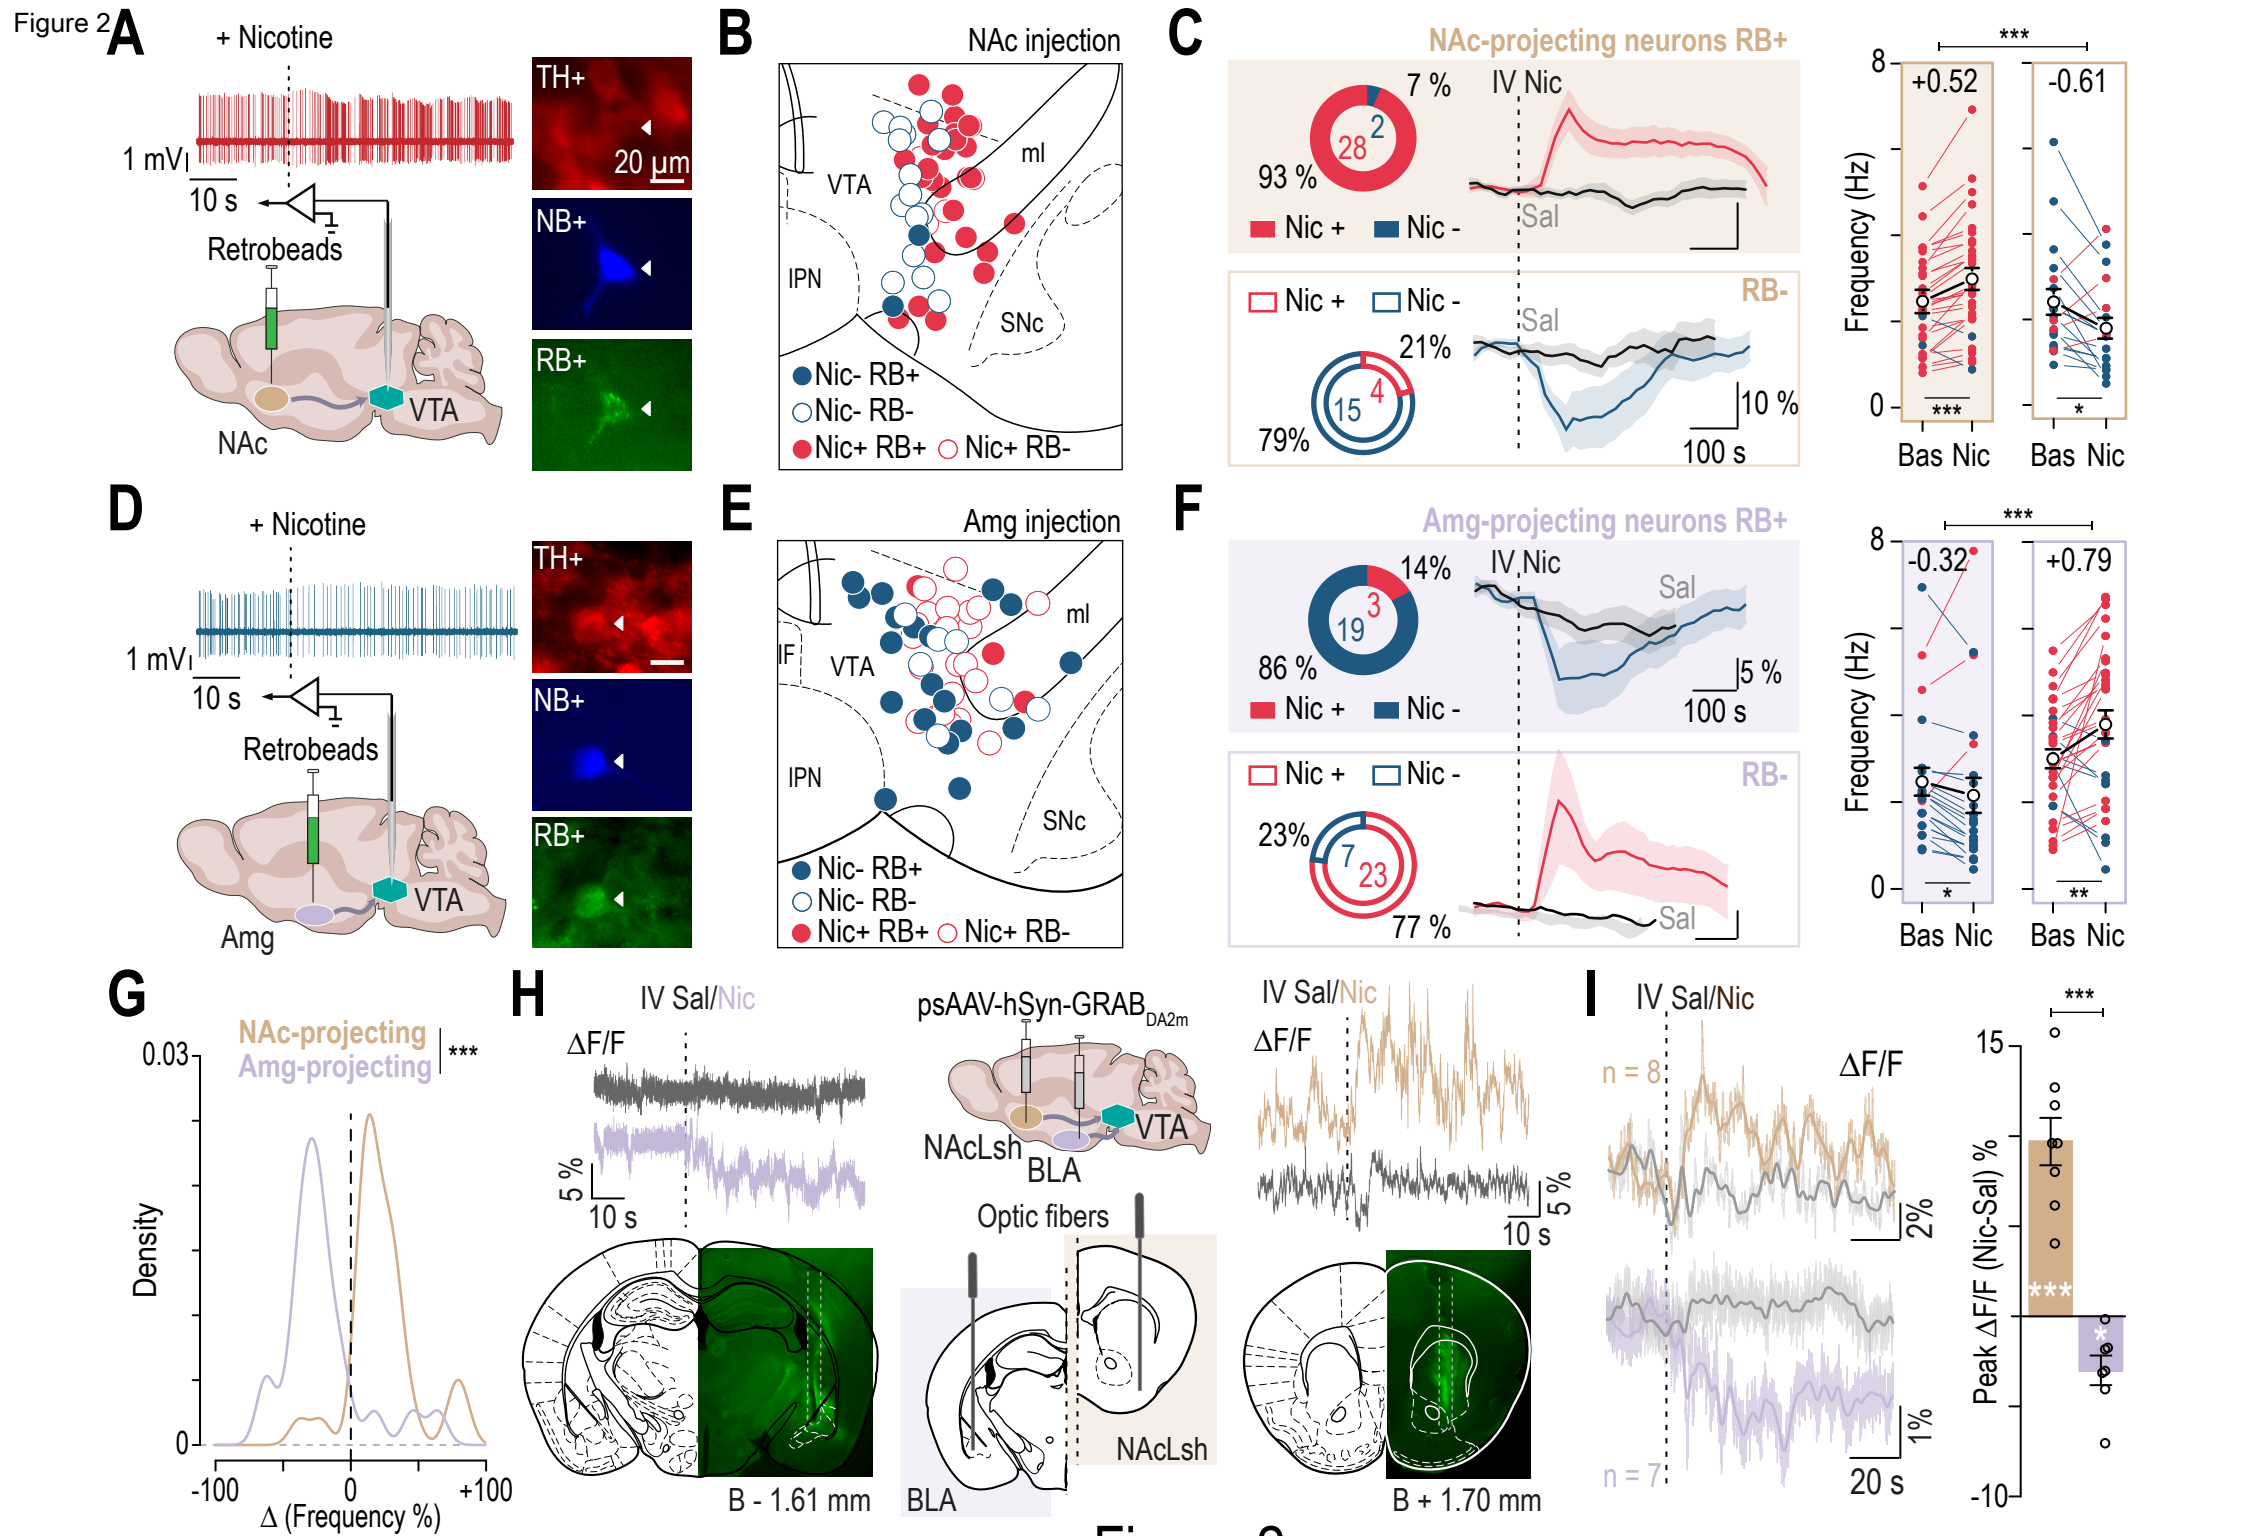 Figure 2
A
+ Nicotine
1 mV
10 s
Retrobeads
NAc
VTA
TH+
20 µm
NB+
RB+
B
NAc injection
VTA
ml
IPN
SNc
Nic- RB+
Nic- RB-
Nic+ RB+ Nic+ RB-
C
NAc-projecting neurons RB+
7 %
2
28
93 %
Nic + Nic -
IV Nic
Sal
RB-
Nic + Nic -
21%
4
15
79%
Sal
10 %
100 s
***
8
+0.52
-0.61
Frequency (Hz)
0
***
*
Bas Nic
Bas Nic
D
+ Nicotine
1 mV
10 s
Retrobeads
Amg
VTA
TH+
NB+
RB+
E
Amg injection
IF
VTA
ml
IPN
SNc
Nic- RB+
Nic- RB-
Nic+ RB+ Nic+ RB-
F
Amg-projecting neurons RB+
14%
3
19
86 %
Nic + Nic -
IV Nic
Sal
5 %
100 s
RB-
Nic + Nic -
23%
7
23
77 %
Sal
***
8
-0.32
+0.79
Frequency (Hz)
0
*
**
Bas Nic
Bas Nic
G
NAc-projecting
Amg-projecting
***
0.03
Density
0
-100
0
+100
Δ (Frequency %)
H
IV Sal/Nic
ΔF/F
5 %
10 s
psAAV-hSyn-GRABDA2m
NAcLsh
BLA
VTA
Optic fibers
IV Sal/Nic
ΔF/F
5 %
10 s
B - 1.61 mm
BLA
NAcLsh
B + 1.70 mm
I
IV Sal/Nic
n = 8
ΔF/F
2%
n = 7
1%
20 s
***
15
Peak ΔF/F (Nic-Sal) %
***
*
-10